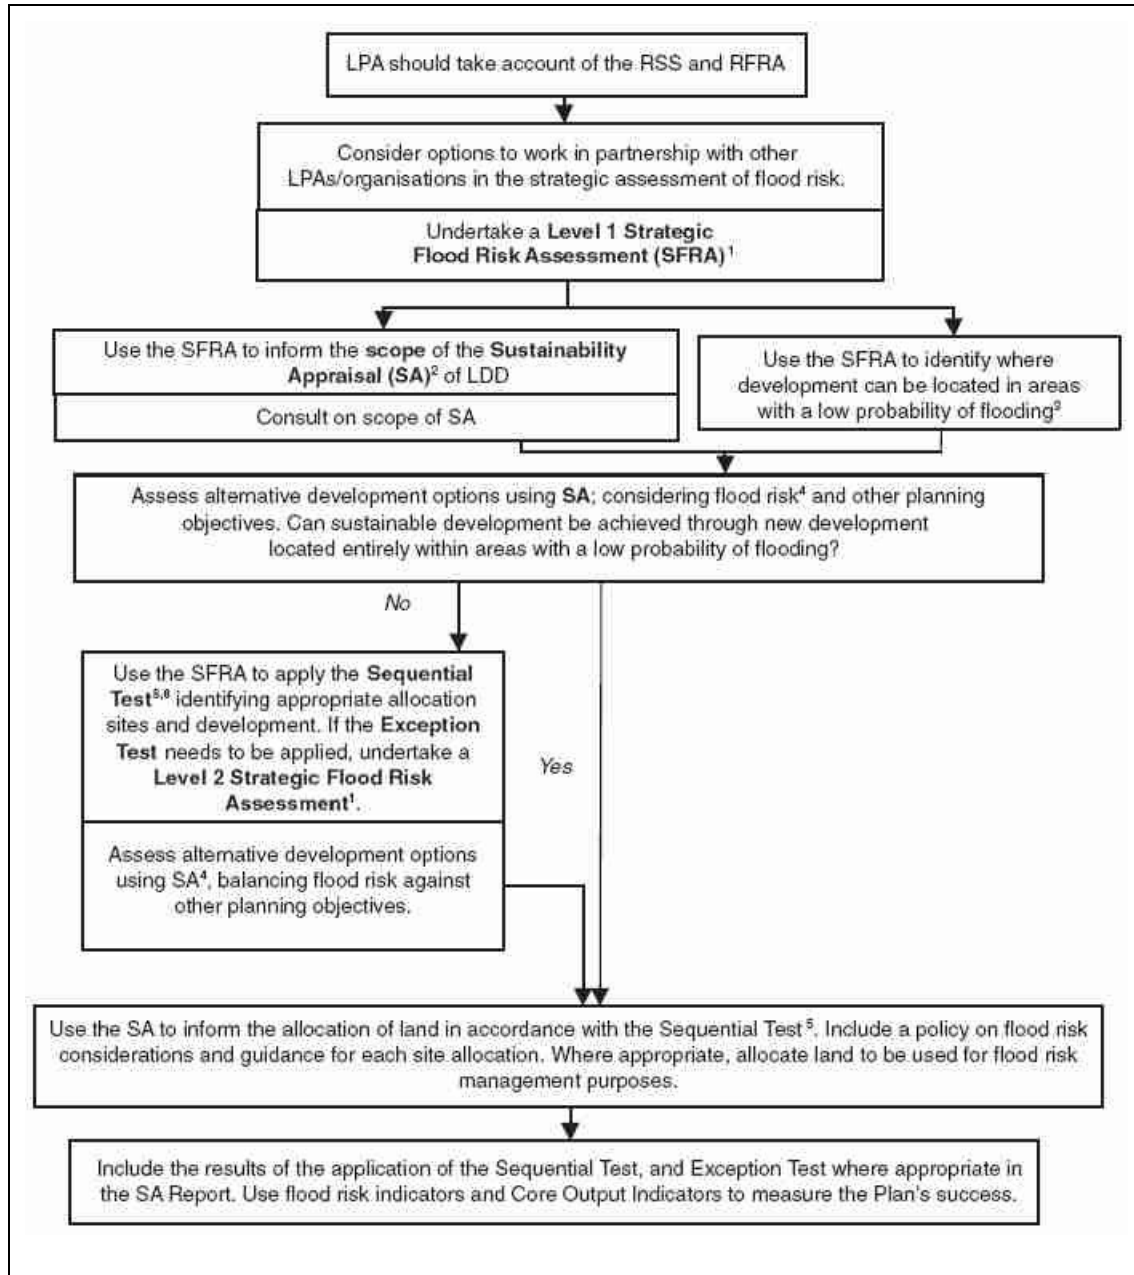 LPA should take account of the RSS and RFRA
Consider options to work in partnership with other
LPAs/organisations in the strategic assessment of flood risk.
Undertake a Level 1 Strategic
Flood Risk Assessment (SFRA)¹
Use the SFRA to inform the scope of the Sustainability
Appraisal (SA)² of LDD
Consult on scope of SA
Use the SFRA to identify where
development can be located in areas
with a low probability of flooding³
Assess alternative development options using SA; considering flood risk⁴ and other planning
objectives. Can sustainable development be achieved through new development
located entirely within areas with a low probability of flooding?
No
Use the SFRA to apply the Sequential
Test⁵,⁶ identifying appropriate allocation
sites and development. If the Exception
Test needs to be applied, undertake a
Level 2 Strategic Flood Risk
Assessment¹.
Yes
Assess alternative development options
using SA⁴, balancing flood risk against
other planning objectives.
Use the SA to inform the allocation of land in accordance with the Sequential Test ⁵. Include a policy on flood risk
considerations and guidance for each site allocation. Where appropriate, allocate land to be used for flood risk
management purposes.
Include the results of the application of the Sequential Test, and Exception Test where appropriate in
the SA Report. Use flood risk indicators and Core Output Indicators to measure the Plan's success.